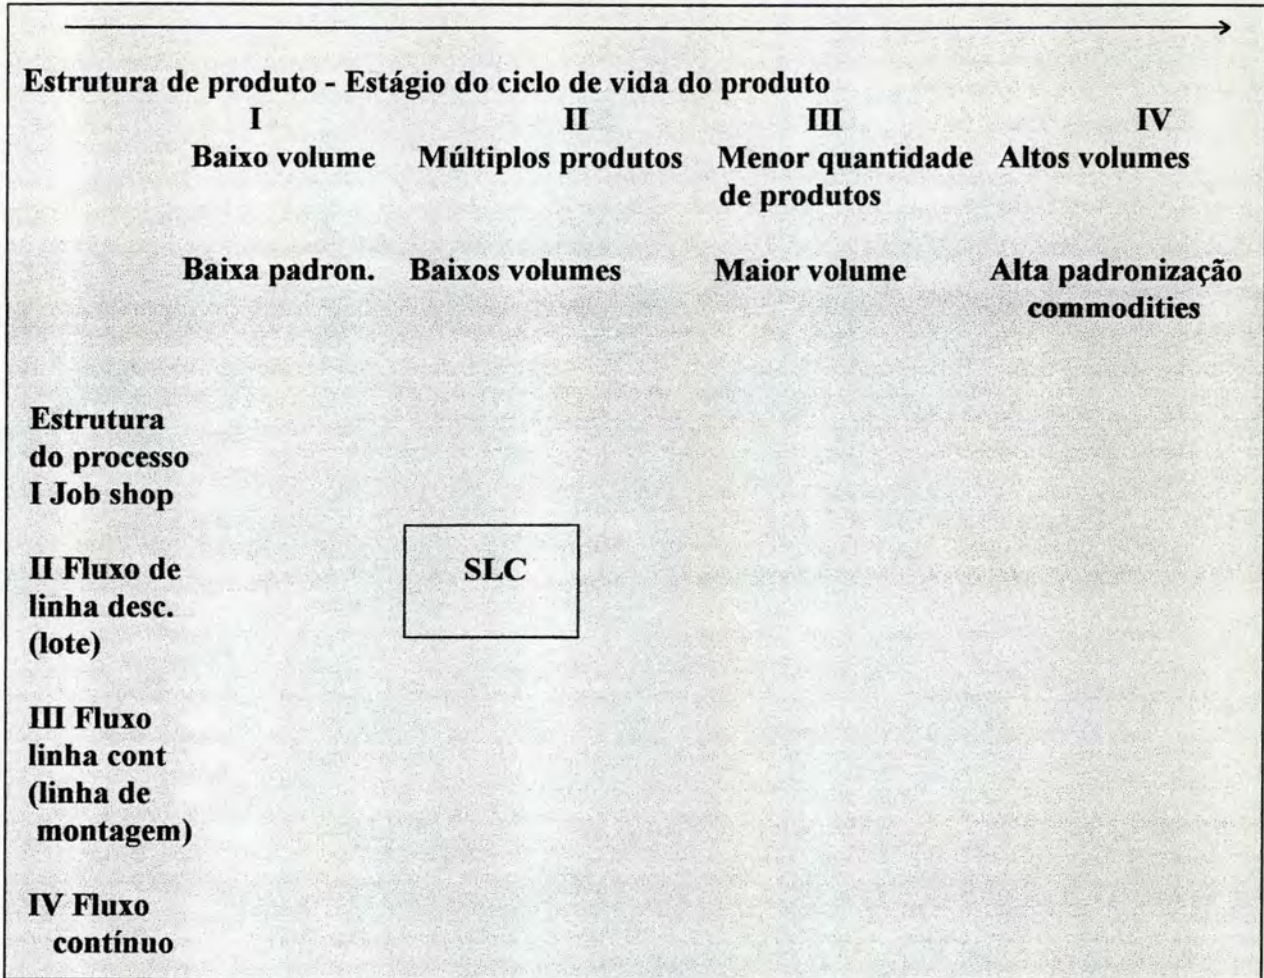 Estrutura de produto - Estágio do ciclo de vida do produto
I II III IV
Baixo volume Múltiplos produtos Menor quantidade Altos volumes
de produtos
Baixa padron. Baixos volumes Maior volume Alta padronização
commodities
Estrutura
do processo
I Job shop
II Fluxo de SLC
linha desc.
(lote)
III Fluxo
linha cont
(linha de
montagem)
IV Fluxo
contínuo